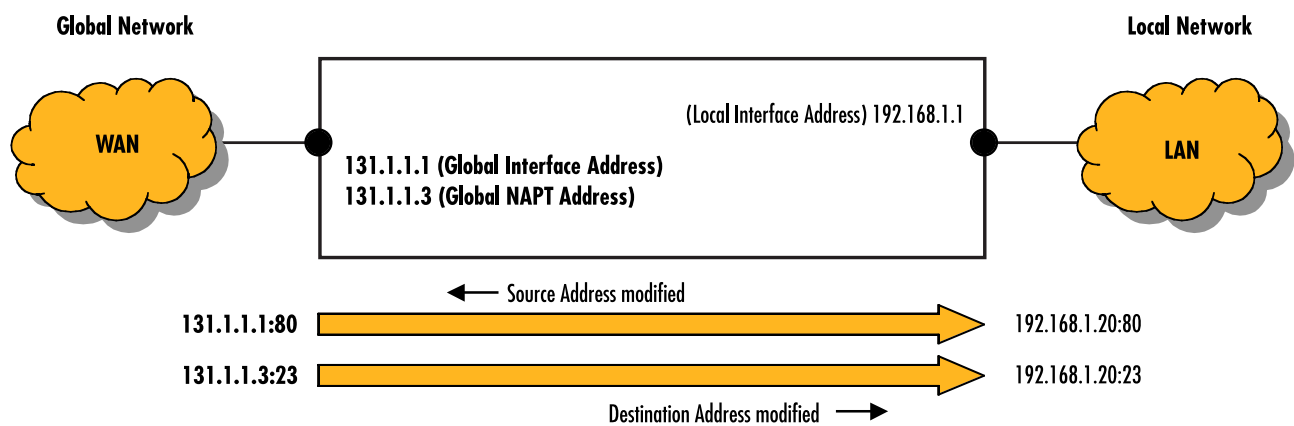 Global Network
Local Network
WAN
(Local Interface Address) 192.168.1.1
LAN
131.1.1.1 (Global Interface Address)
131.1.1.3 (Global NAPT Address)
Source Address modified
131.1.1.1:80
192.168.1.20:80
131.1.1.3:23
192.168.1.20:23
Destination Address modified